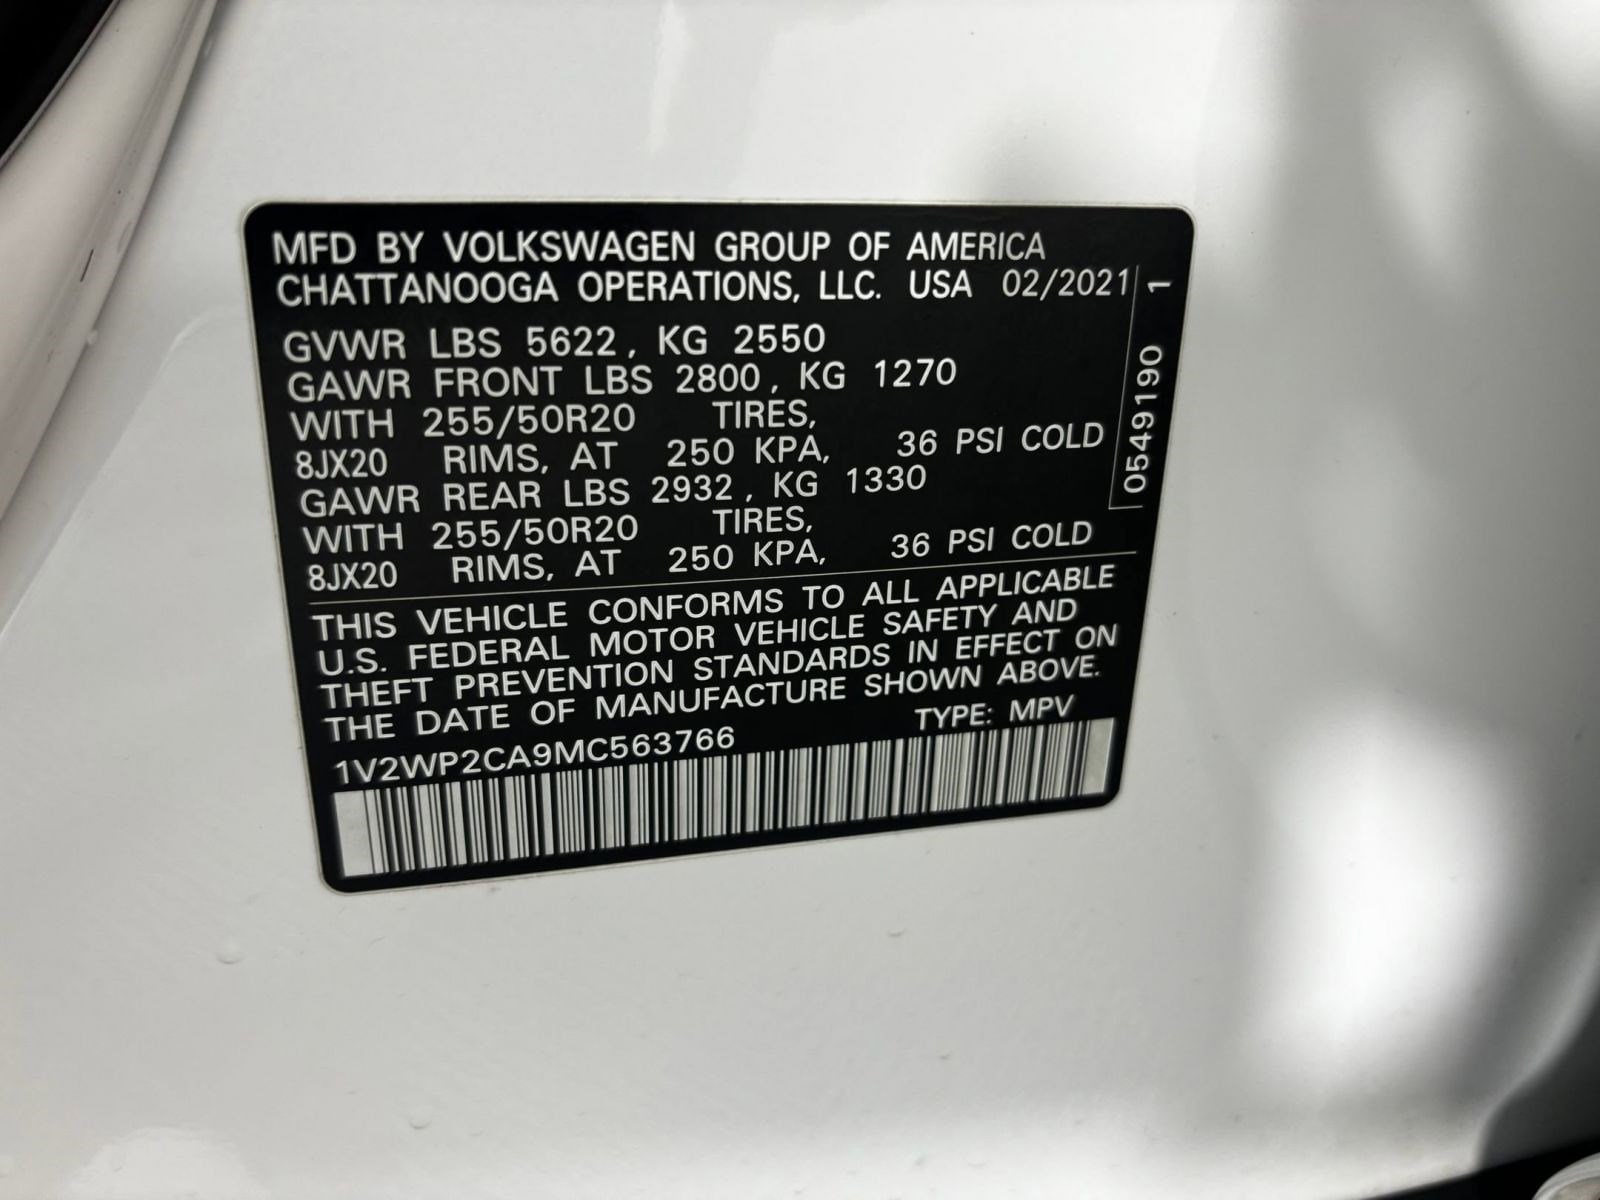 MFD BY VOLKSWAGEN GROUP OF AMERICA
CHATTANOOGA OPERATIONS, LLC. USA 02/2021
GVWR LBS 5622, KG 2550
GAWR FRONT LBS 2800, KG 1270
WITH 255/50R20 TIRES,
8JX20 RIMS, AT 250 KPA, 36 PSI COLD
GAWR REAR LBS 2932, KG 1330
WITH 255/50R20 TIRES,
8JX20 RIMS, AT 250 KPA, 36 PSI COLD
0549190 1
THIS VEHICLE CONFORMS TO ALL APPLICABLE
U.S. FEDERAL MOTOR VEHICLE SAFETY AND
THEFT PREVENTION STANDARDS IN EFFECT ON
THE DATE OF MANUFACTURE SHOWN ABOVE.
1V2WP2CA9MC563766 TYPE: MPV